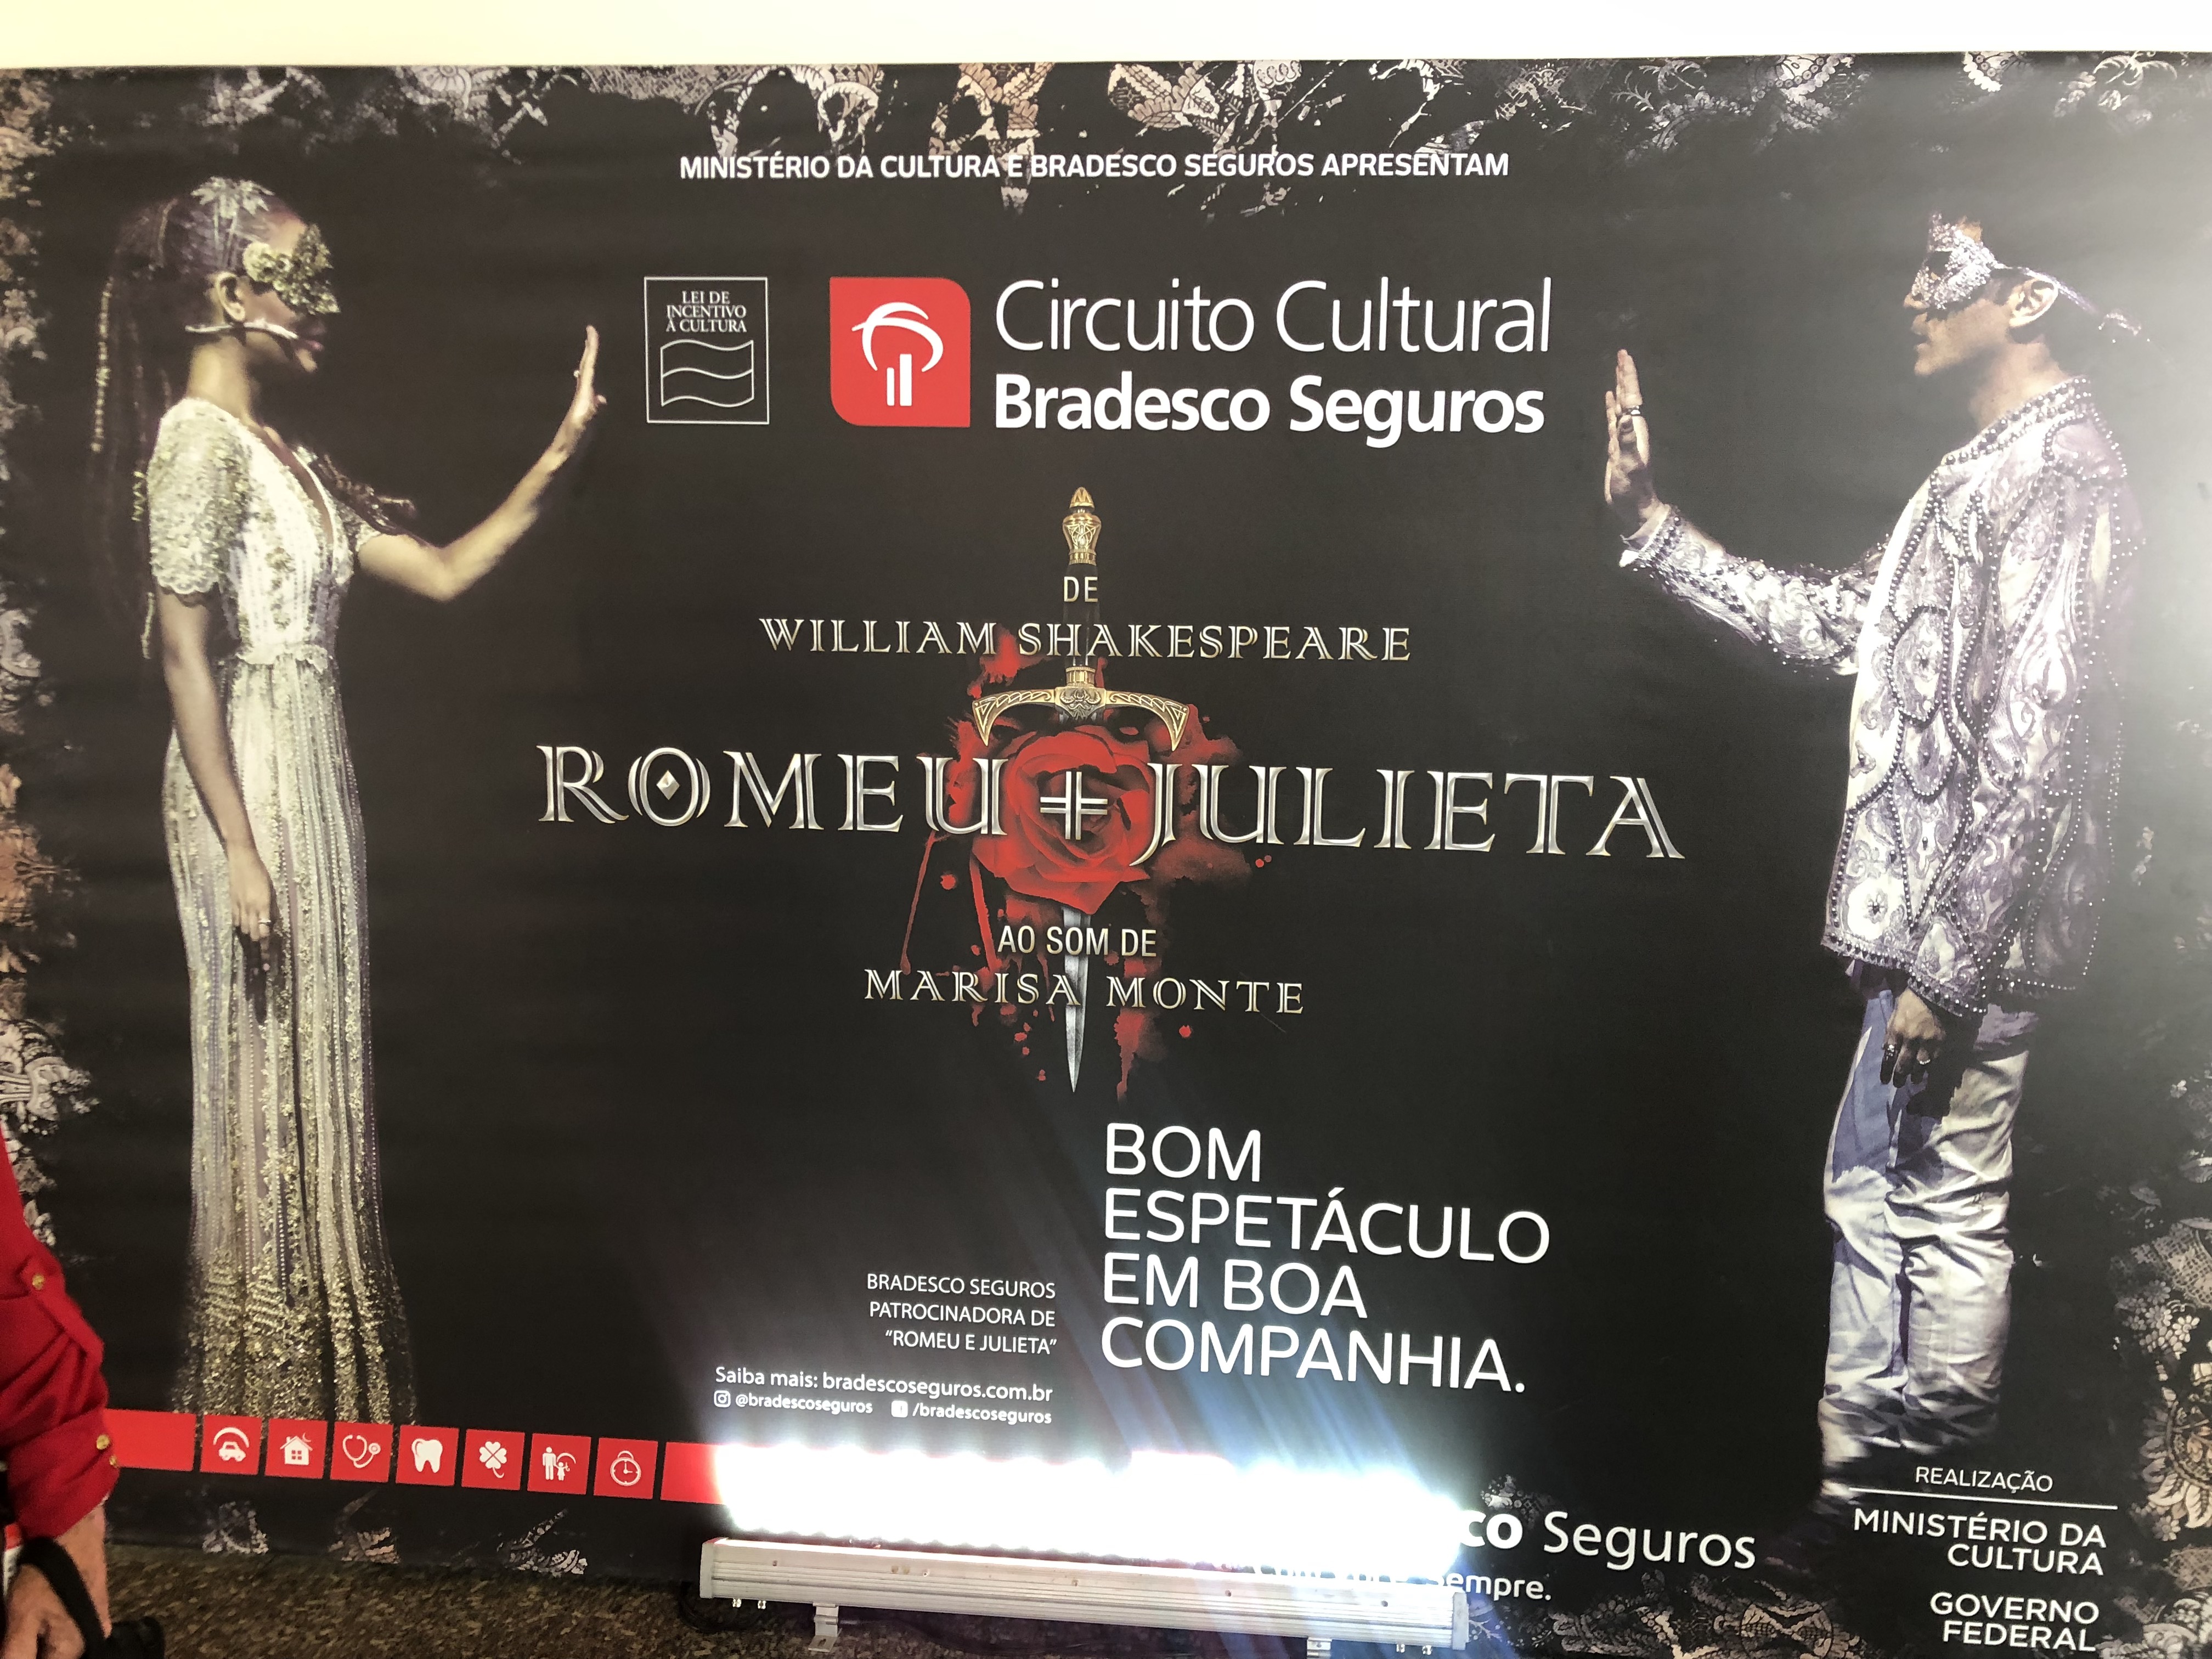 MINISTÉRIO DA CULTURA E BRADESCO SEGUROS APRESENTAM
LEI DE
INCENTIVO
À CULTURA
Circuito Cultural
Bradesco Seguros
DE
WILLIAM SHAKESPEARE
ROMEU + JULIETA
AO SOM DE
MARISA MONTE
BOM
ESPETÁCULO
EM BOA
COMPANHIA.
BRADESCO SEGUROS
PATROCINADORA DE
“ROMEU E JULIETA”
Saiba mais: bradescoseguros.com.br
@bradescoseguros /bradescoseguros
Seguros
REALIZAÇÃO
MINISTÉRIO DA
CULTURA
GOVERNO
FEDERAL